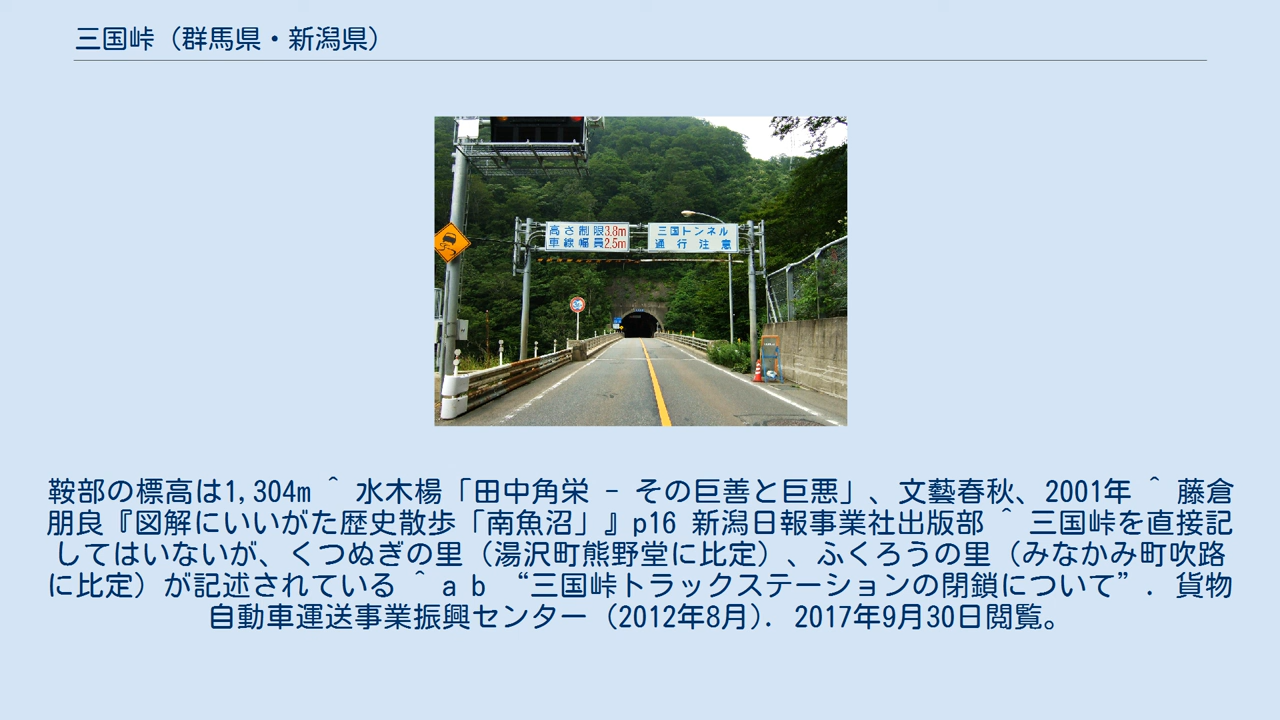 三国峠（群馬県・新潟県）
高さ制限3.8m
車線幅員2.5m
三国トンネル
通行注意
鞍部の標高は1,304m ^ 水木楊「田中角栄 - その巨善と巨悪」、文藝春秋、2001年 ^ 藤倉
朋良『図解にいいがた歴史散歩「南魚沼」』p16 新潟日報事業社出版部 ^ 三国峠を直接記
してはいないが、くつぬぎの里（湯沢町熊野堂に比定）、ふくろうの里（みなかみ町吹路
に比定）が記述されている ^ a b “三国峠トラックステーションの閉鎖について”. 貨物
自動車運送事業振興センター (2012年8月). 2017年9月30日閲覧。